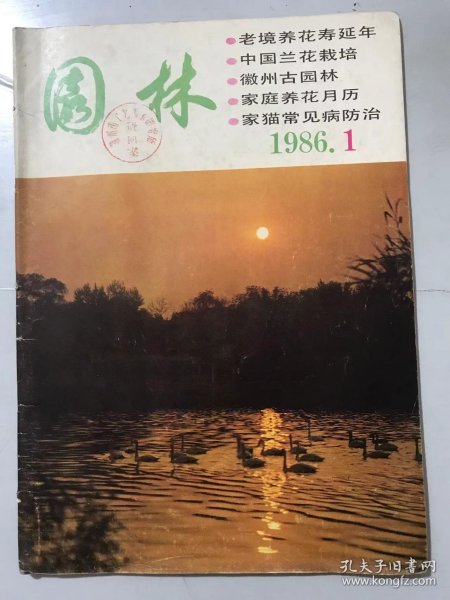 园林
●老境养花寿延年
●中国兰花栽培
●徽州古园林
●家庭养花月历
●家猫常见病防治
1986.1
孔夫子旧书网
www.kongfz.com